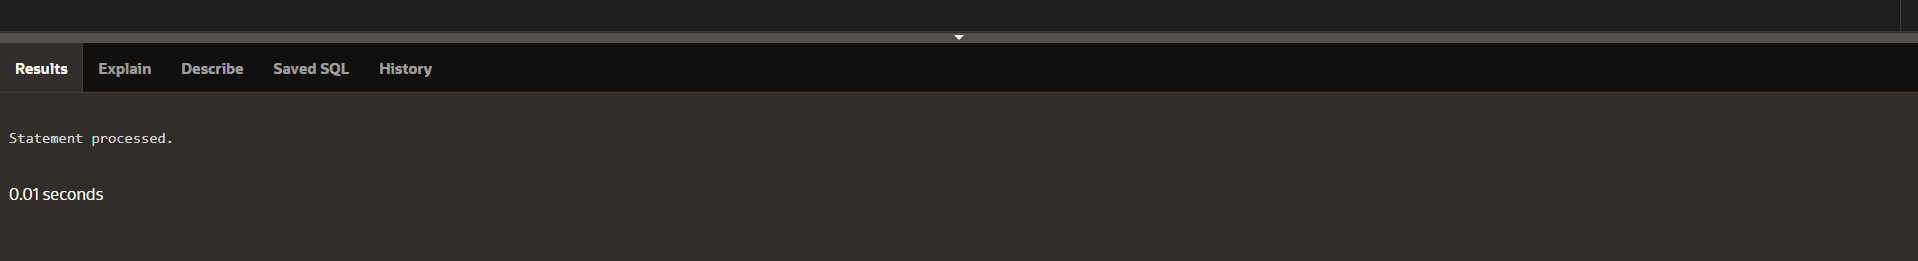 Results Explain Describe Saved SQL History
Statement processed.
0.01 seconds